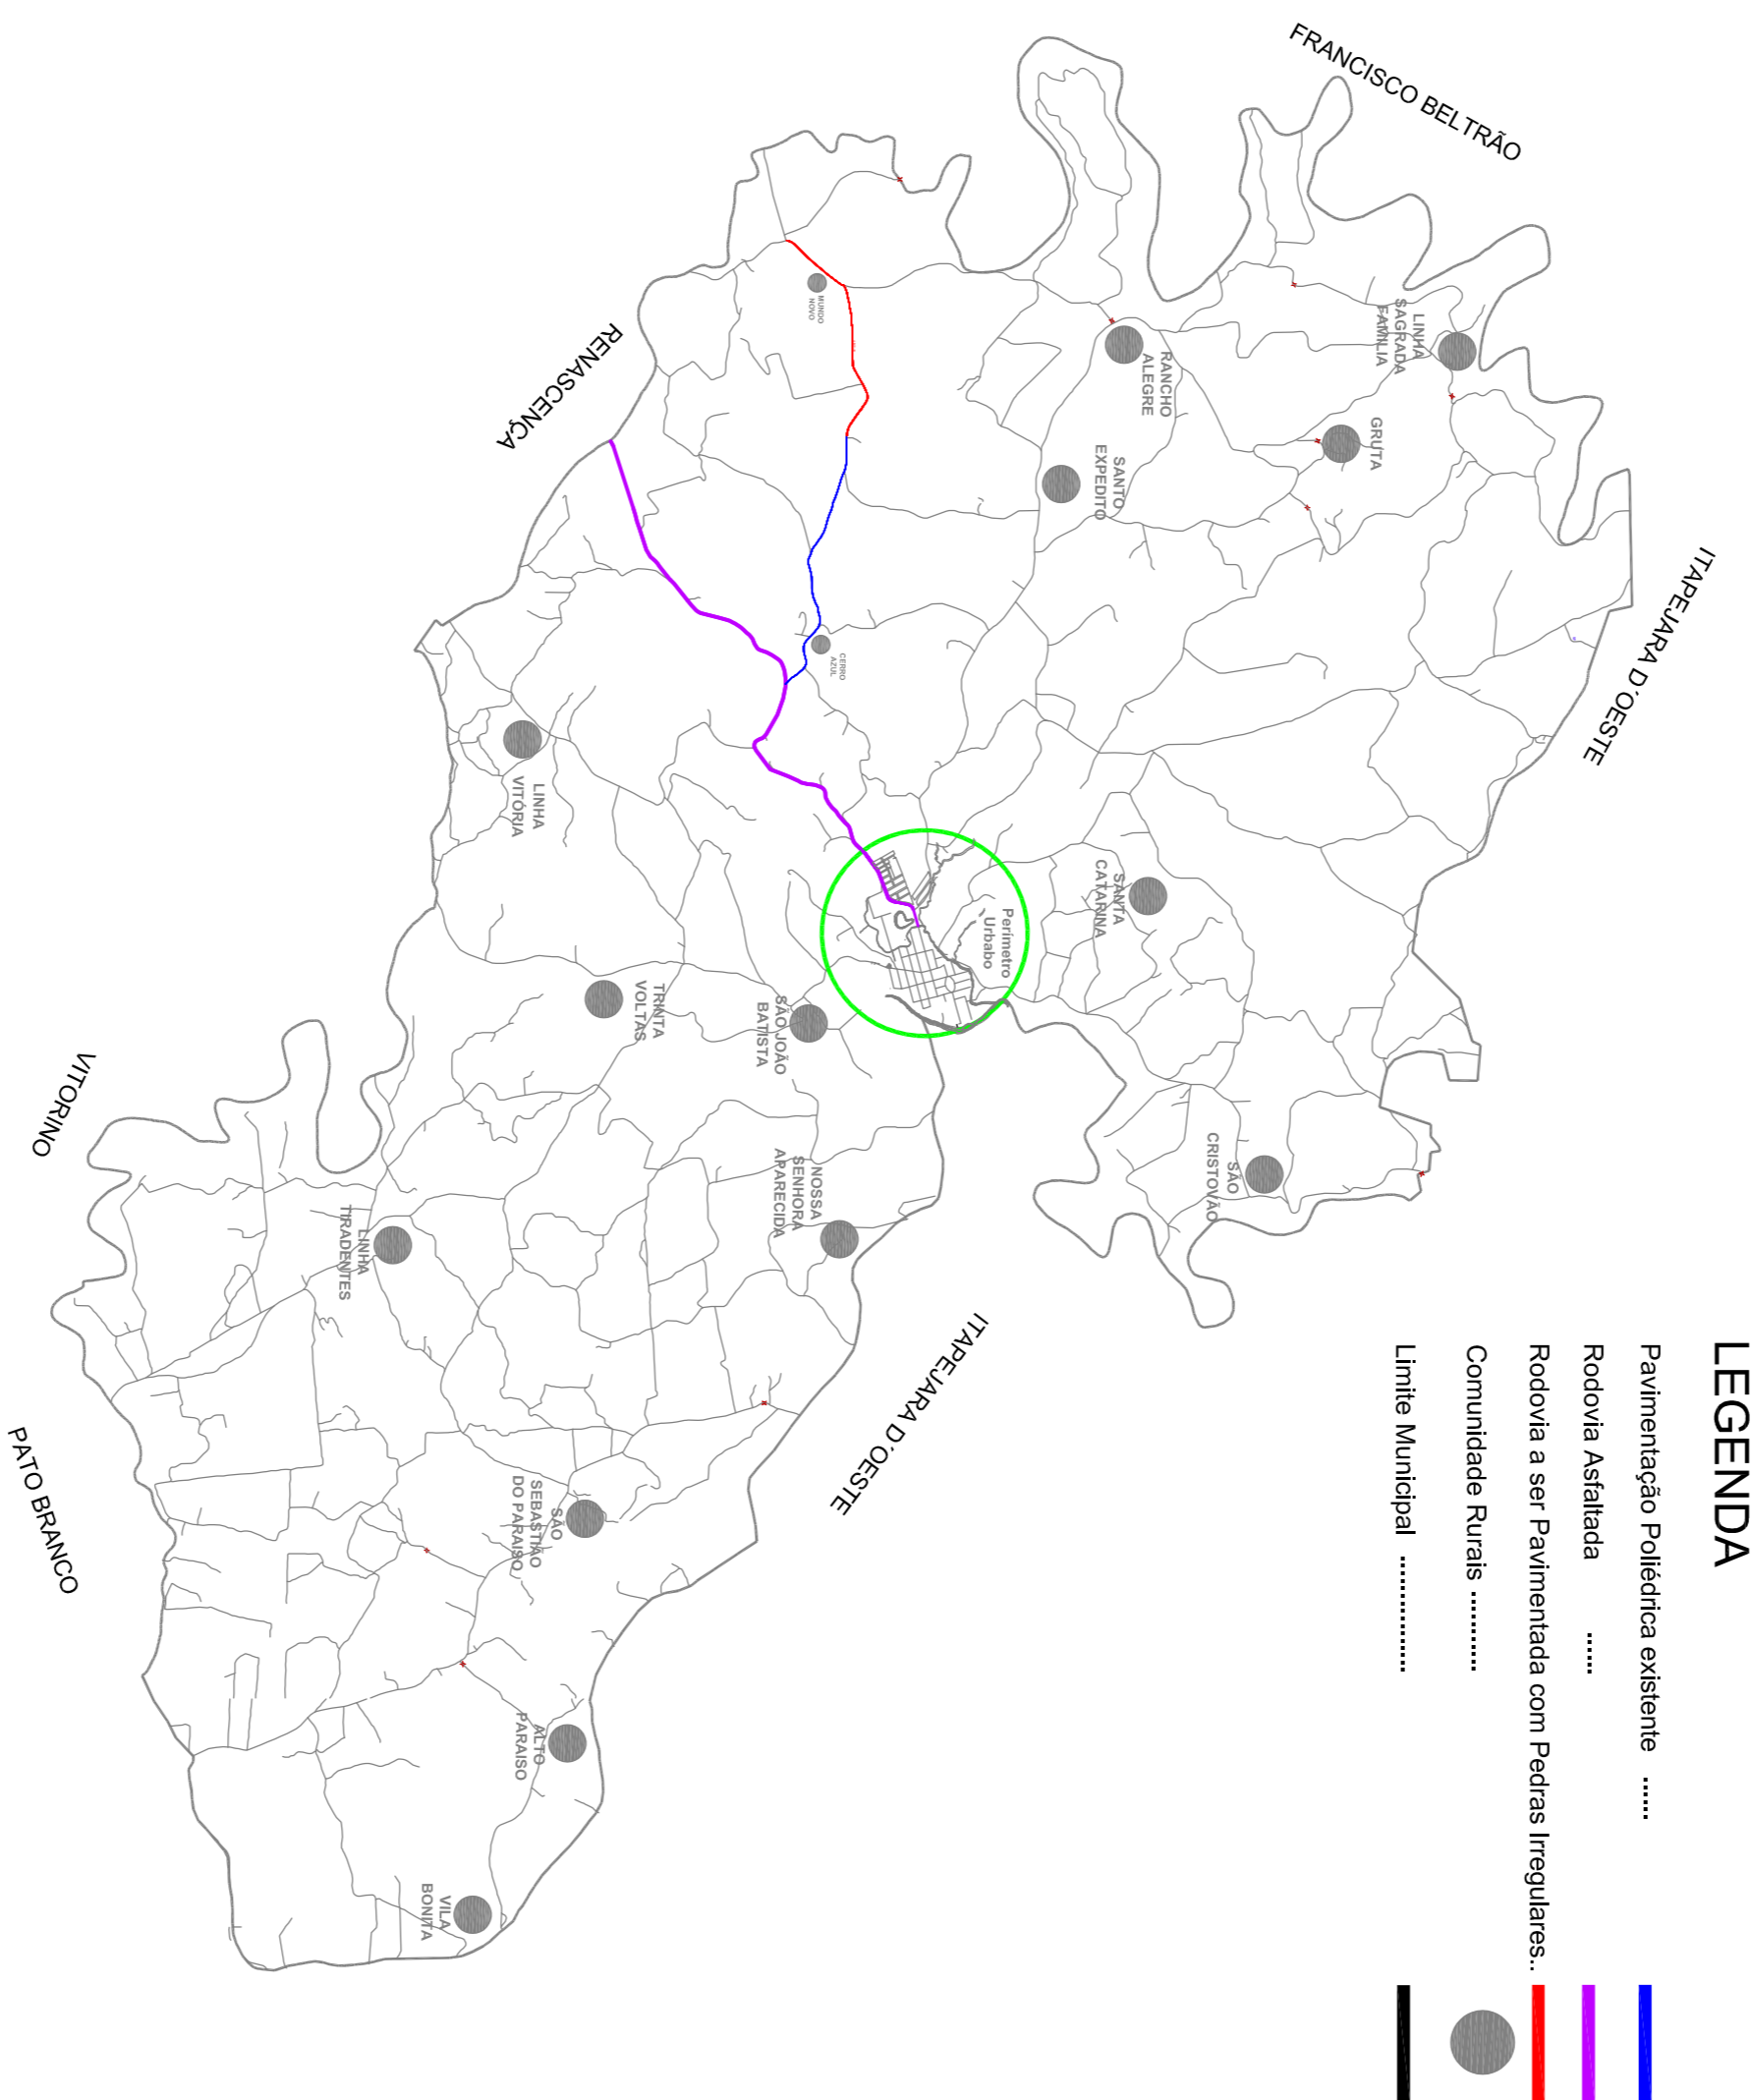 LEGENDA
Pavimentação Poliédrica existente ......
Rodovia Asfaltada ......
Rodovia a ser Pavimentada com Pedras Irregulares..
Comunidade Rurais ...........
Limite Municipal ................
FRANCISCO BELTRÃO
ITAPEJARA D'OESTE
RENASCENÇA
VITORINO
PATO BRANCO
ITAPEJARA D'OESTE
LINHA
SAGRADA
FAMILIA
GRUTA
RANCHO
ALEGRE
SANTO
EXPEDITO
MUNDO
NOVO
CERRO
AZUL
LINHA
VITÓRIA
SANTA
CATARINA
Perímetro
Urbabo
TRINTA
VOLTAS
SÃO JOÃO
BATISTA
SÃO
CRISTOVÃO
NOSSA
SENHORA
APARECIDA
LINHA
TIRADENTES
SÃO
SEBASTIÃO
DO PARAISO
ALTO
PARAISO
VILA
BONITA